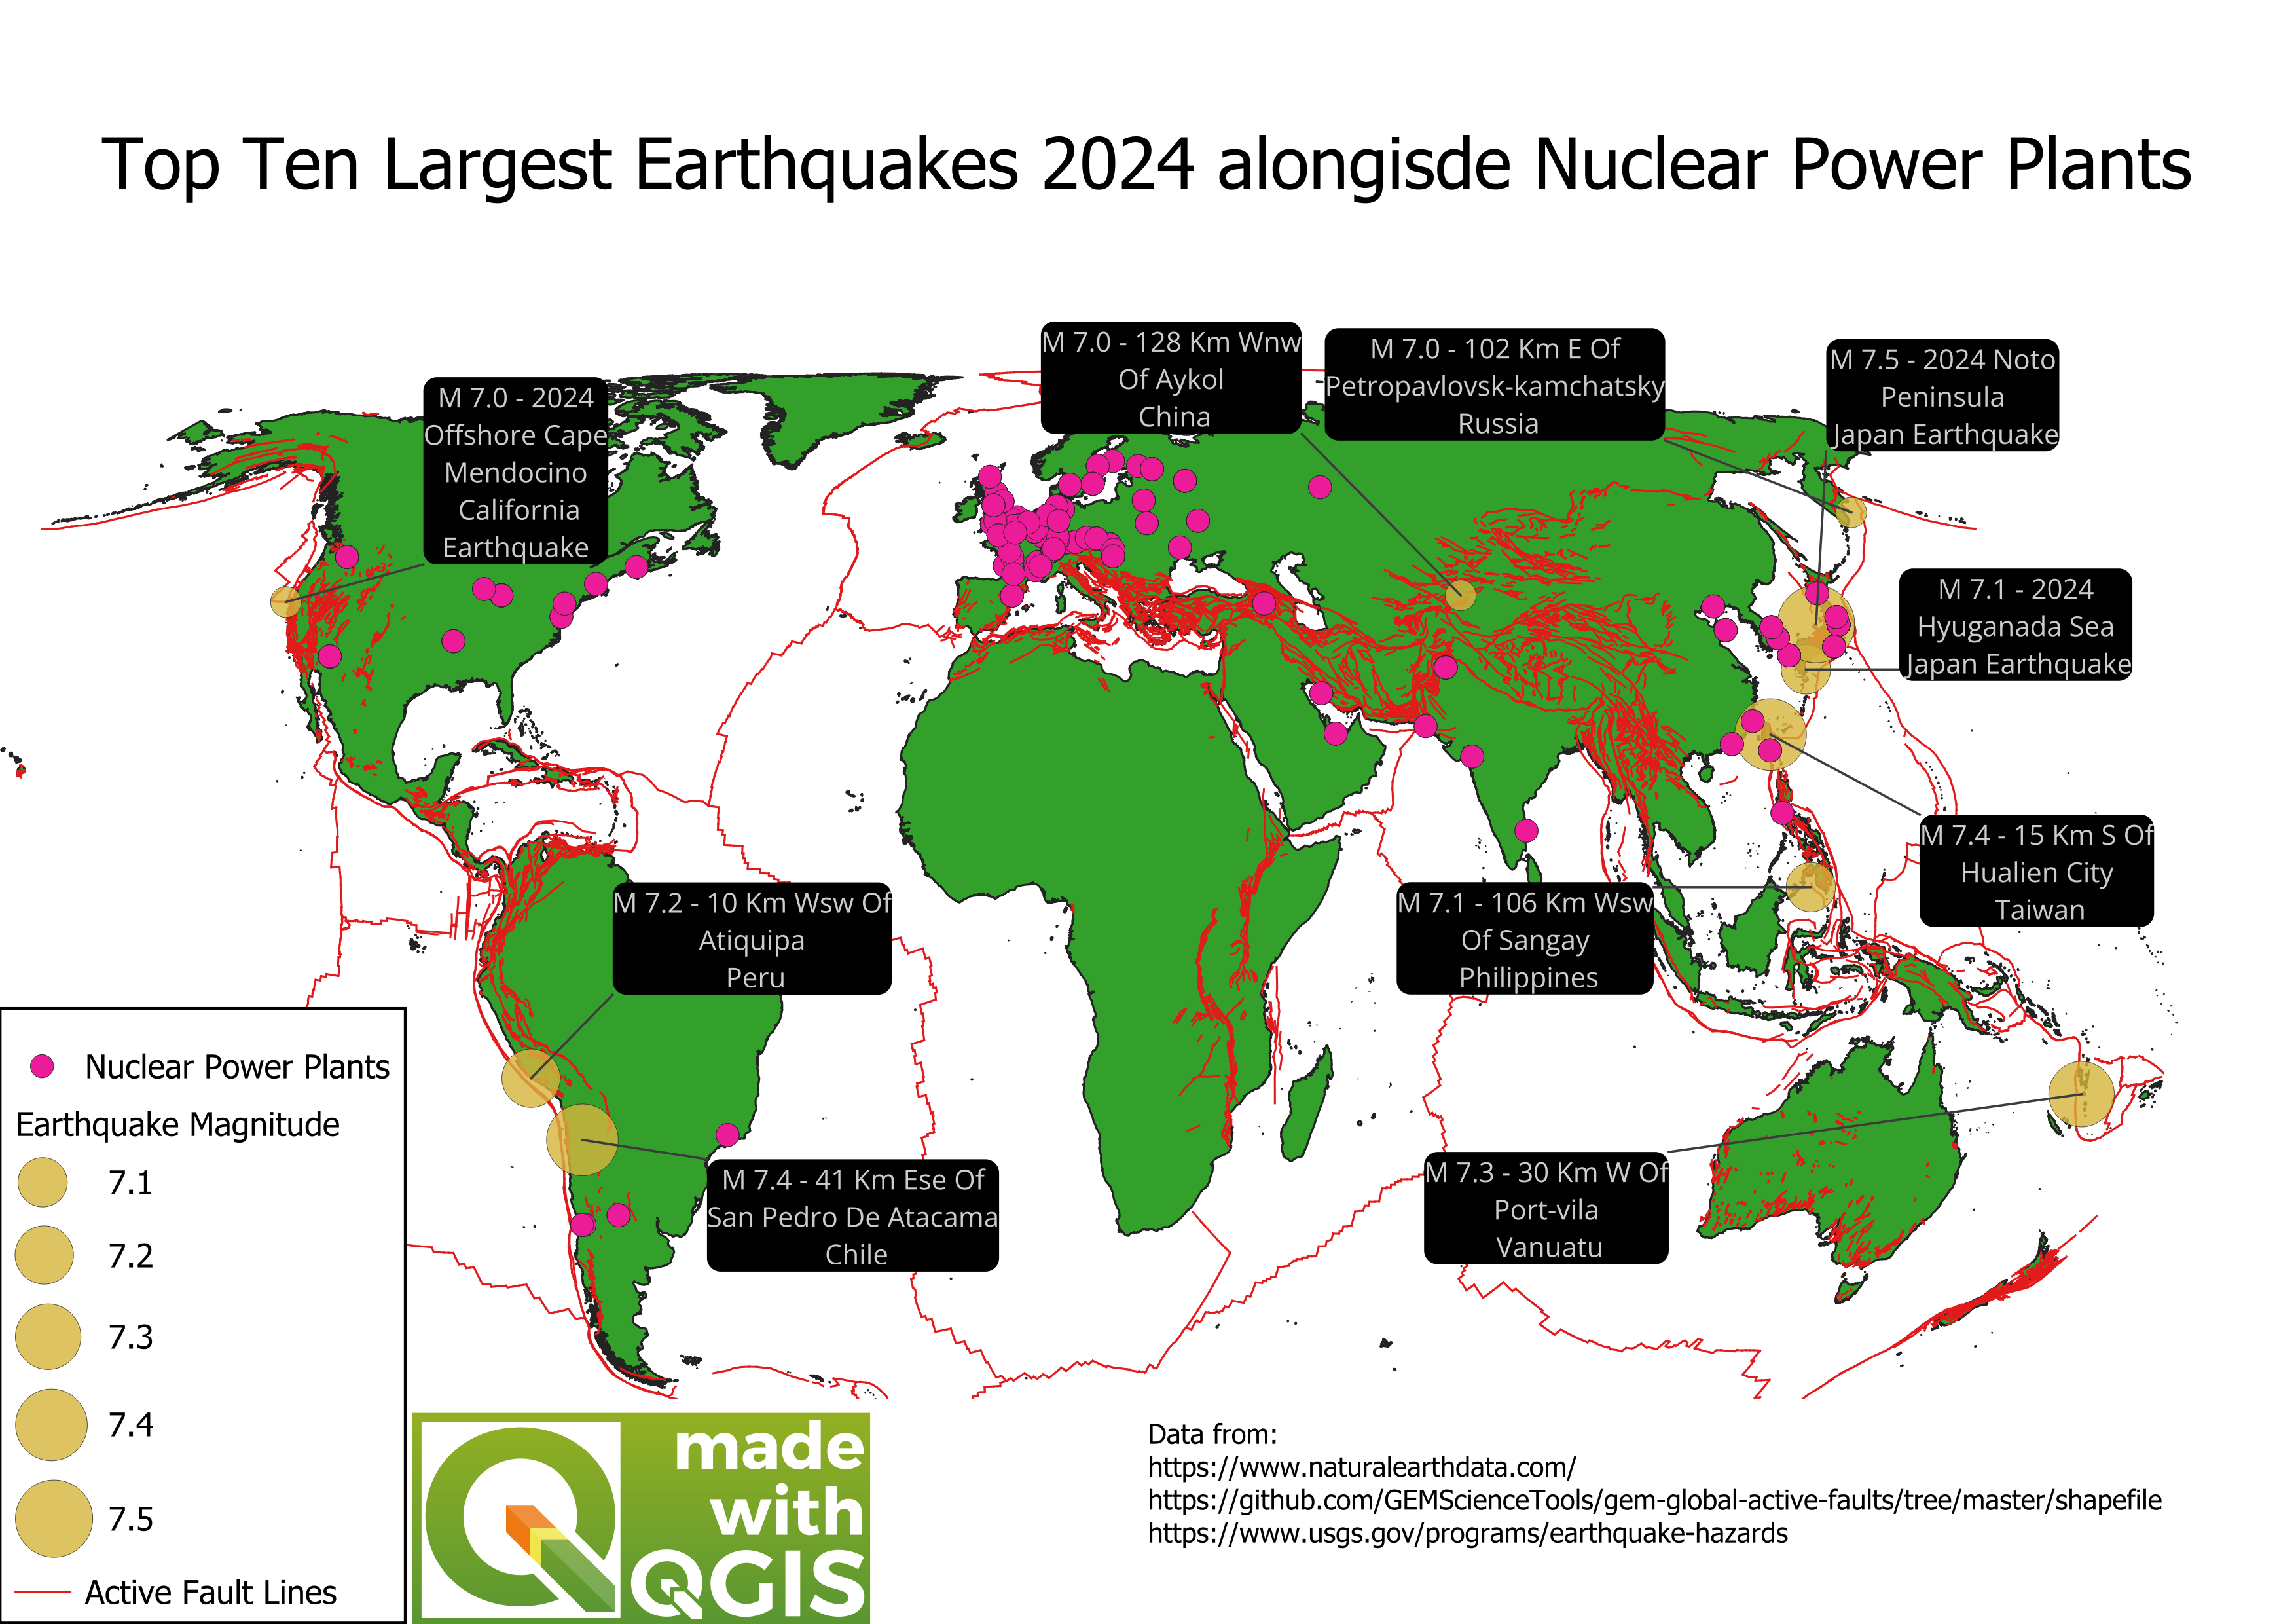 Top Ten Largest Earthquakes 2024 alongisde Nuclear Power Plants
M 7.0 - 128 Km Wnw
Of Aykol
China
M 7.0 - 102 Km E Of
Petropavlovsk-kamchatsky
Russia
M 7.5 - 2024 Noto
Peninsula
Japan Earthquake
M 7.0 - 2024
Offshore Cape
Mendocino
California
Earthquake
M 7.1 - 2024
Hyuganada Sea
Japan Earthquake
M 7.4 - 15 Km S Of
Hualien City
Taiwan
M 7.2 - 10 Km Wsw Of
Atiquipa
Peru
M 7.1 - 106 Km Wsw
Of Sangay
Philippines
M 7.4 - 41 Km Ese Of
San Pedro De Atacama
Chile
M 7.3 - 30 Km W Of
Port-vila
Vanuatu
Nuclear Power Plants
Earthquake Magnitude
7.1
7.2
7.3
7.4
7.5
Active Fault Lines
made
with
QGIS
Data from:
https://www.naturalearthdata.com/
https://github.com/GEMScienceTools/gem-global-active-faults/tree/master/shapefile
https://www.usgs.gov/programs/earthquake-hazards